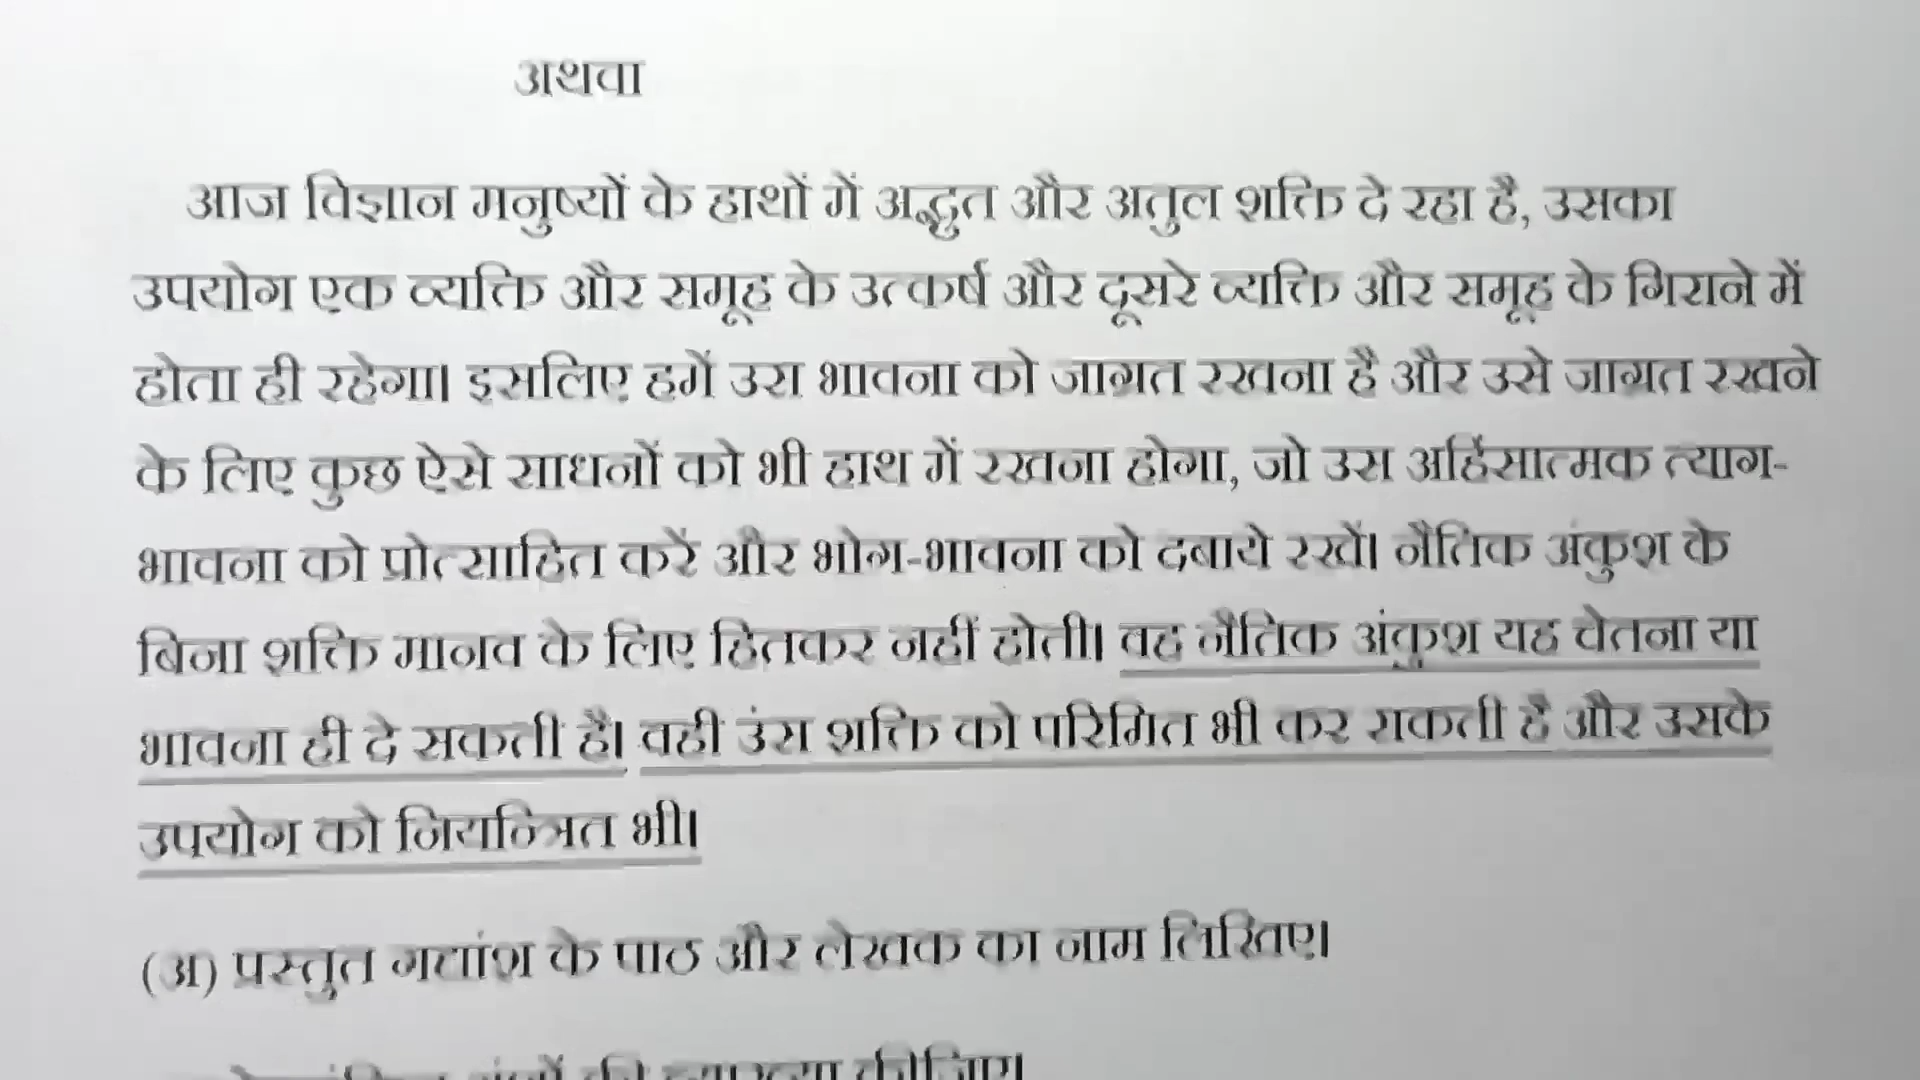 अथवा
आज विज्ञान मनुष्यों के हाथों में अद्भुत और अतुल शक्ति दे रहा है, उसका
उपयोग एक व्यक्ति और समूह के उत्कर्ष और दूसरे व्यक्ति और समूह के गिराने में
होता ही रहेगा। इसलिए हमें उस भावना को जाग्रत रखना है और उसे जाग्रत रखने
के लिए कुछ ऐसे साधनों को भी हाथ में रखना होगा, जो उस अहिंसात्मक त्याग-
भावना को प्रोत्साहित करें और भोग-भावना को दबाये रखें। नैतिक अंकुश के
बिना शक्ति मानव के लिए हितकर नहीं होती। वह नैतिक अंकुश यह चेतना या
भावना ही दे सकती है। वही उंस शक्ति को परिमित भी कर सकती है और उसके
उपयोग को नियन्त्रित भी।
(अ) प्रस्तुत गद्यांश के पाठ और लेखक का नाम लिखिए।
रेखांकित अंशों की व्याख्या कीजिए।